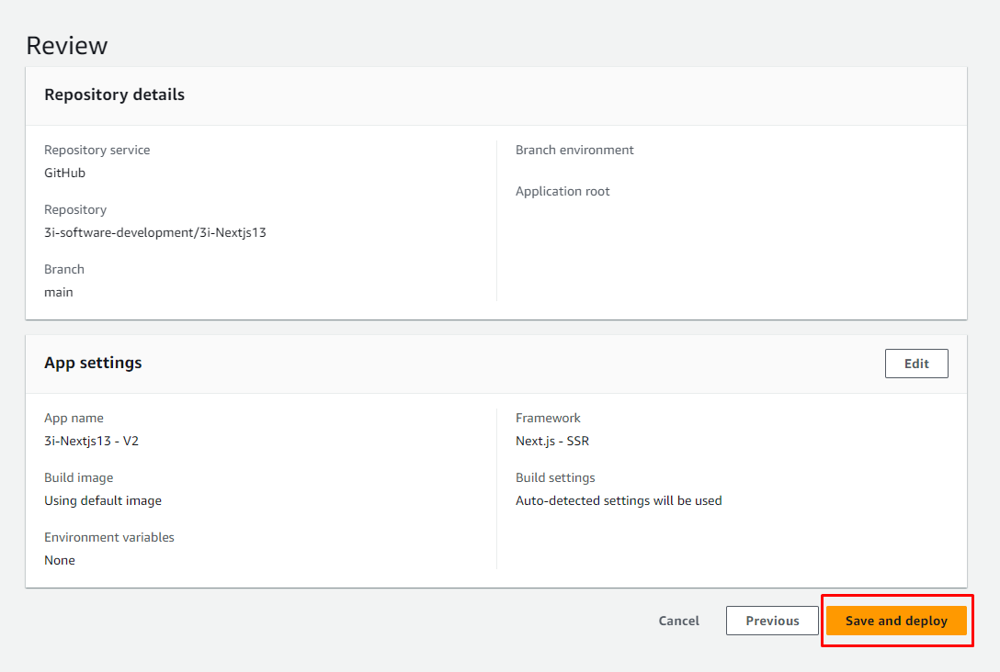 Review
Repository details
Repository service
GitHub
Repository
3i-software-development/3i-Nextjs13
Branch
main
Branch environment
Application root
App settings
Edit
App name
3i-Nextjs13 - V2
Build image
Using default image
Environment variables
None
Framework
Next.js - SSR
Build settings
Auto-detected settings will be used
Cancel
Previous
Save and deploy